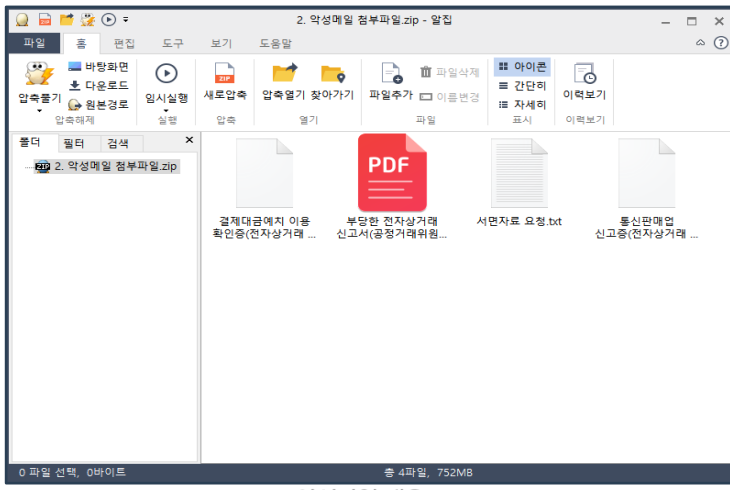 2. 악성메일 첨부파일.zip - 알집
파일 홈 편집 도구 보기 도움말
압축풀기
바탕화면
다운로드
원본경로
압축해제
임시실행
실행
ZIP
새로압축
압축
압축열기 찾아가기
열기
파일추가
파일삭제
이름변경
파일
아이콘
간단히
자세히
표시
이력보기
이력보기
폴더 필터 검색
ZIP 2. 악성메일 첨부파일.zip
결제대금예치 이용
확인증(전자상거래 ...
PDF
부당한 전자상거래
신고서(공정거래위원...
서면자료 요청.txt
통신판매업
신고증(전자상거래 ...
0 파일 선택, 0바이트
총 4파일, 752MB